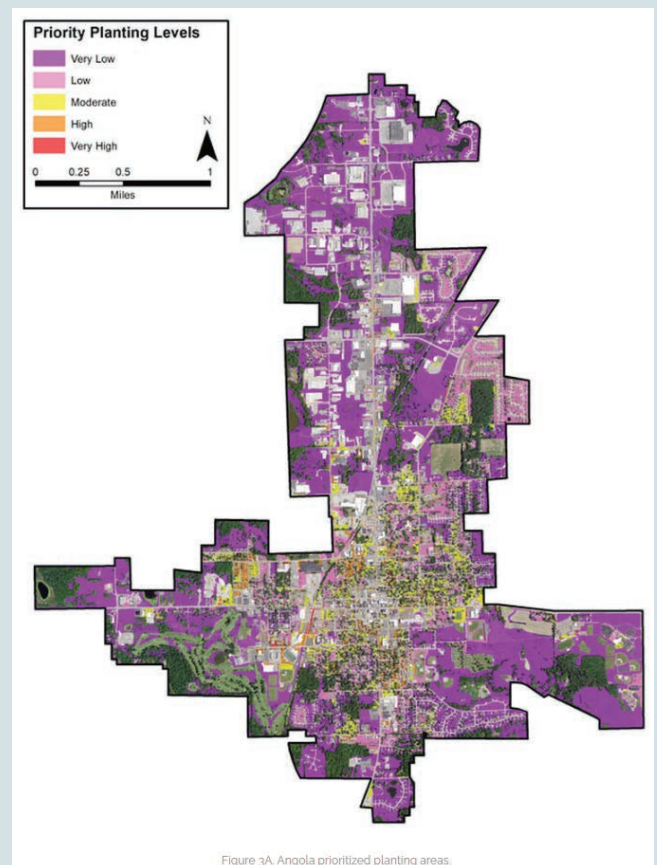 Priority Planting Levels
Very Low
Low
Moderate
High
Very High
N
0 0.25 0.5 1
Miles
Figure 3A. Angola prioritized planting areas.